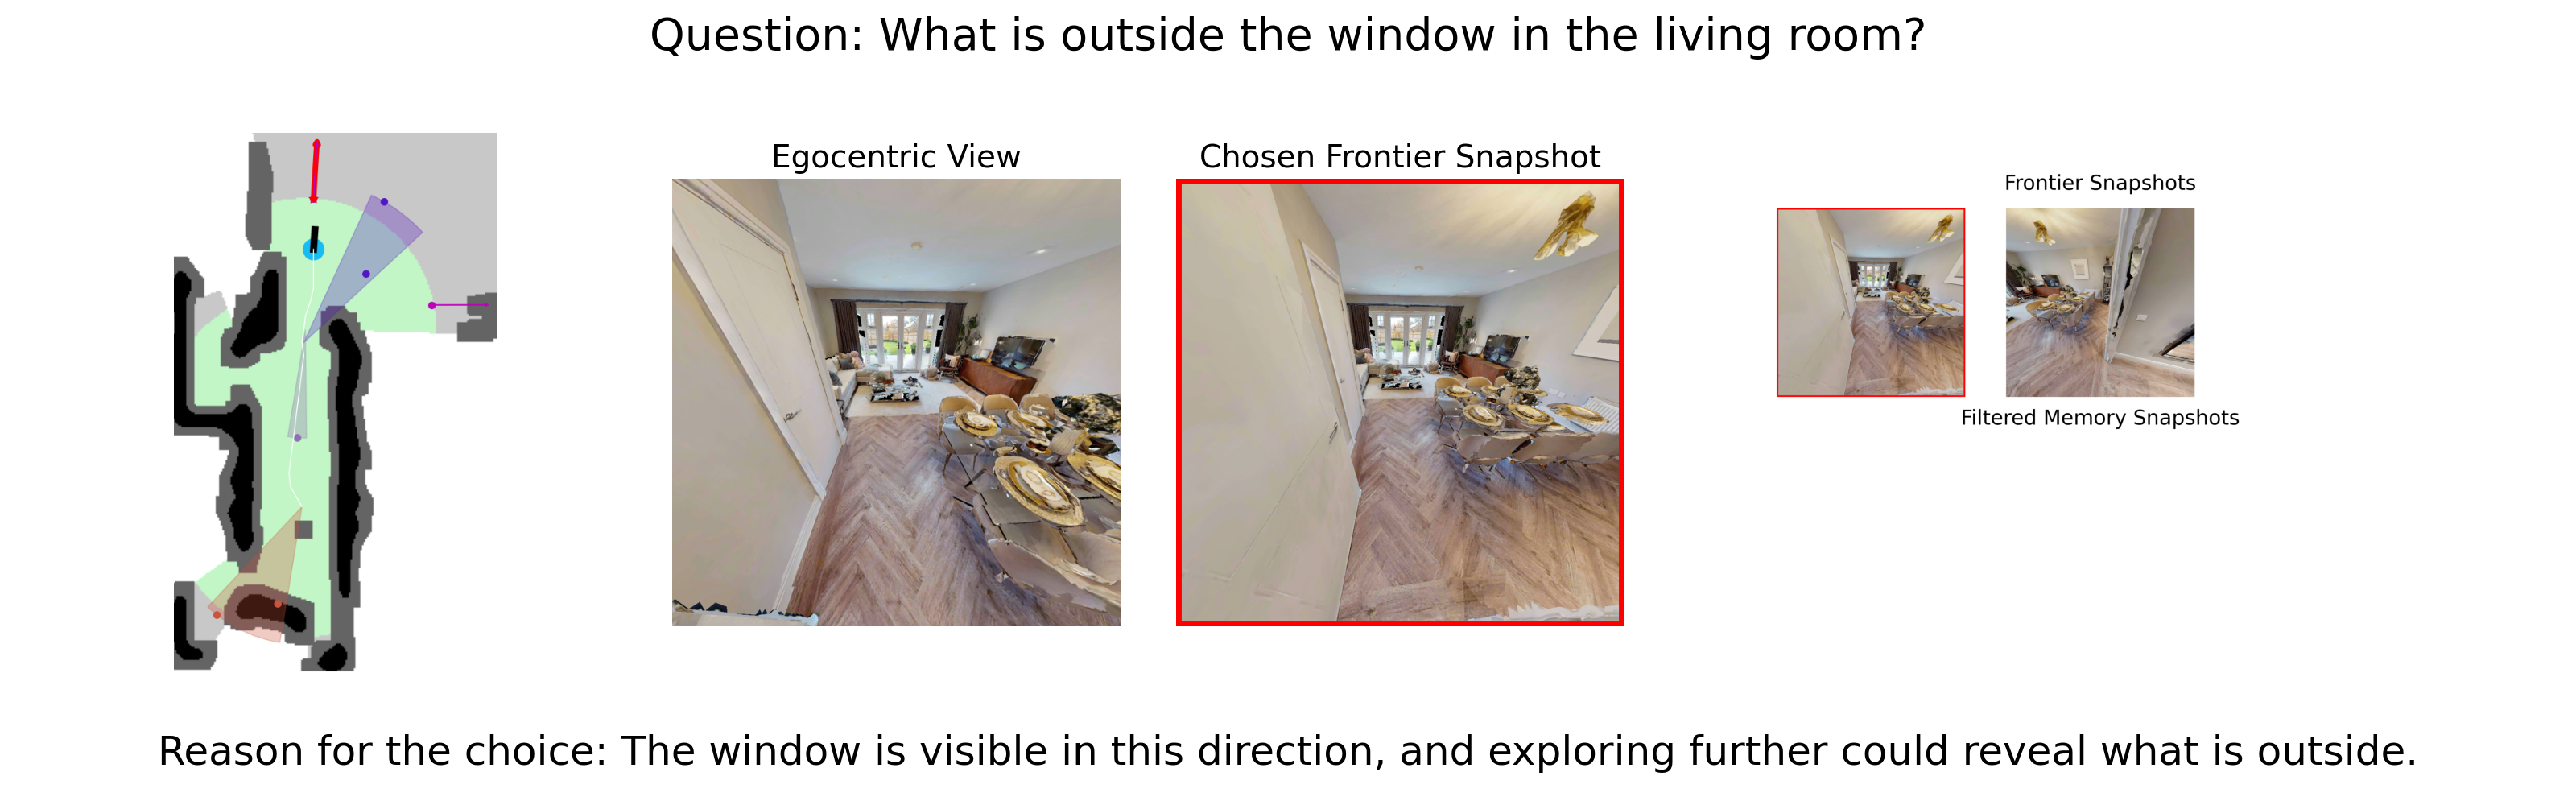 Question: What is outside the window in the living room?
Egocentric View
Chosen Frontier Snapshot
Frontier Snapshots
Filtered Memory Snapshots
Reason for the choice: The window is visible in this direction, and exploring further could reveal what is outside.